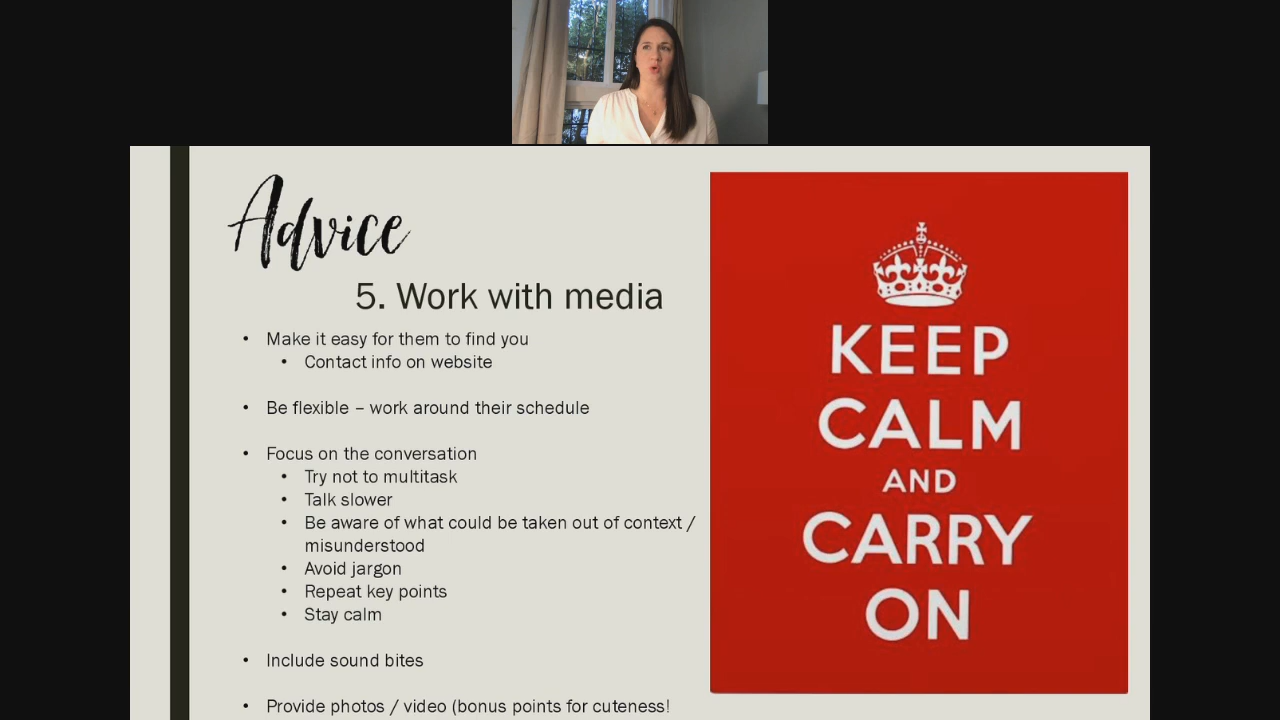 Advice
5. Work with media
• Make it easy for them to find you
• Contact info on website
• Be flexible – work around their schedule
• Focus on the conversation
• Try not to multitask
• Talk slower
• Be aware of what could be taken out of context /
misunderstood
• Avoid jargon
• Repeat key points
• Stay calm
• Include sound bites
• Provide photos / video (bonus points for cuteness!
KEEP
CALM
AND
CARRY
ON